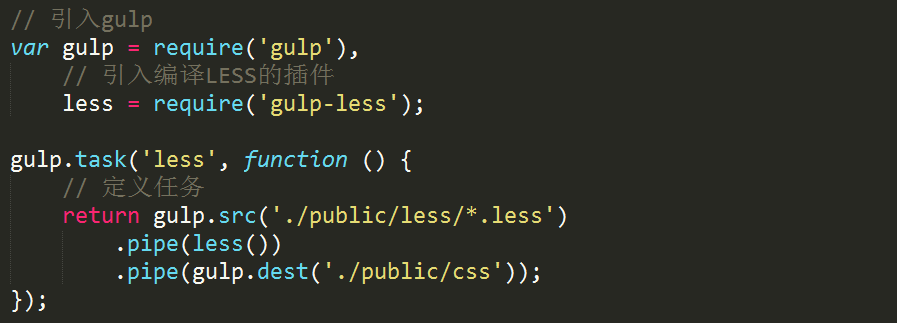 // 引入gulp
var gulp = require('gulp'),
    // 引入编译LESS的插件
    less = require('gulp-less');

gulp.task('less', function () {
    // 定义任务
    return gulp.src('./public/less/*.less')
        .pipe(less())
        .pipe(gulp.dest('./public/css'));
});